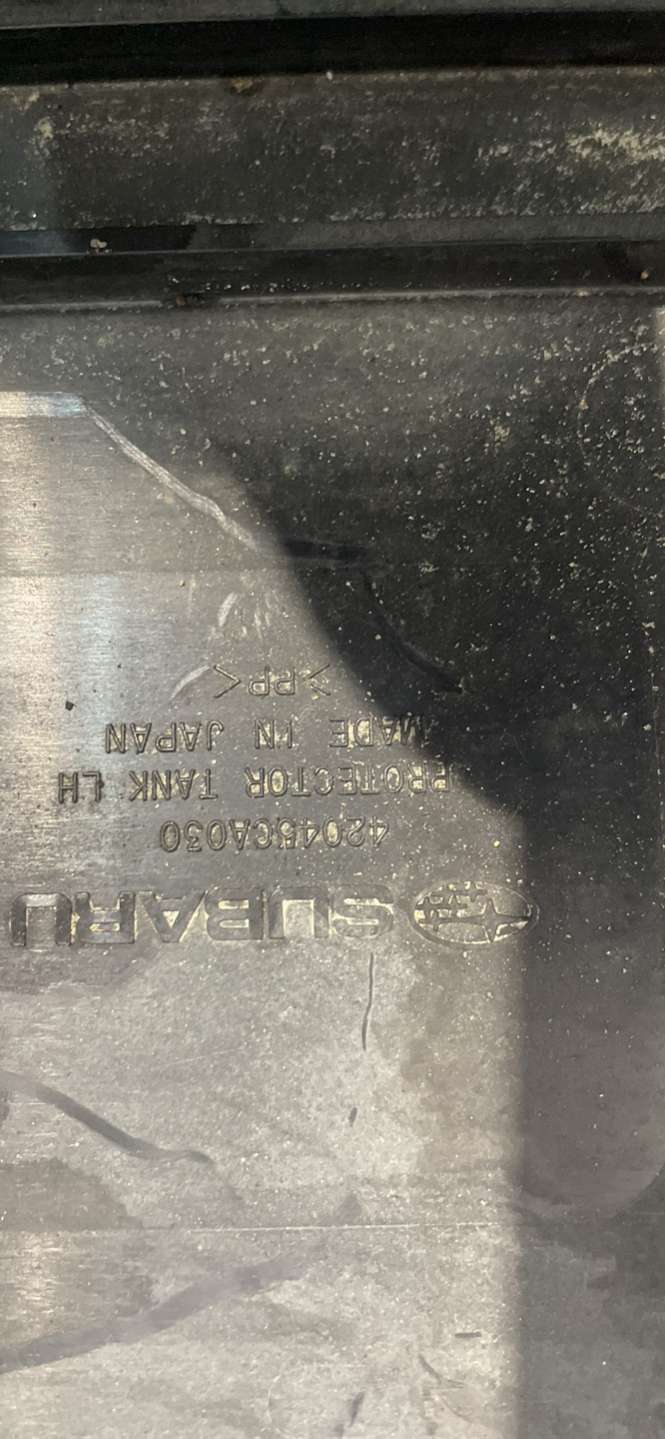 SUBARU
42045CA030
PROTECTOR TANK LH
MADE IN JAPAN
>PP<